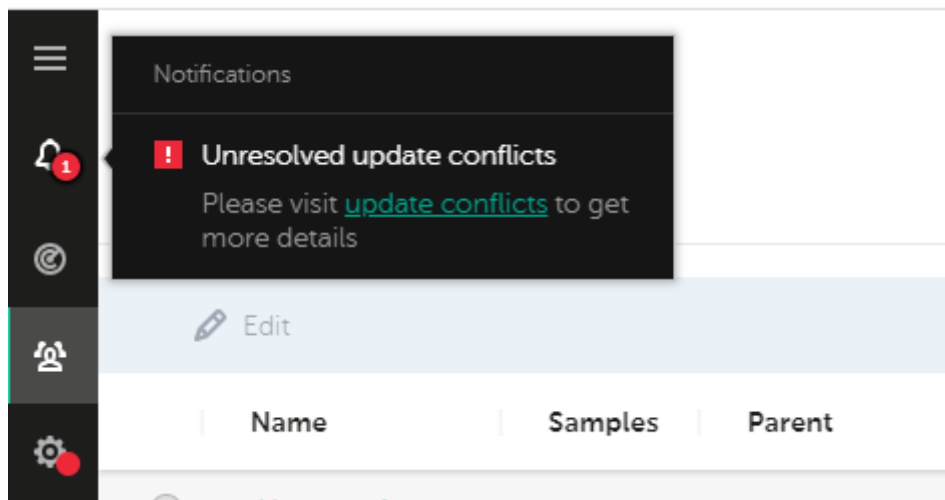 Notifications
1
! Unresolved update conflicts
Please visit update conflicts to get
more details
Edit
Name Samples Parent